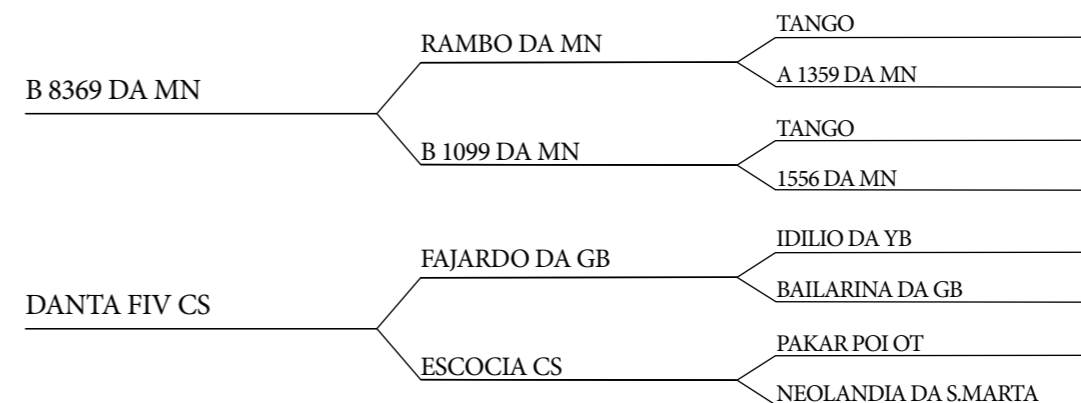 TANGO
RAMBO DA MN
A 1359 DA MN
B 8369 DA MN
TANGO
B 1099 DA MN
1556 DA MN
IDILIO DA YB
FAJARDO DA GB
BAILARINA DA GB
DANTA FIV CS
PAKAR POI OT
ESCOCIA CS
NEOLANDIA DA S.MARTA